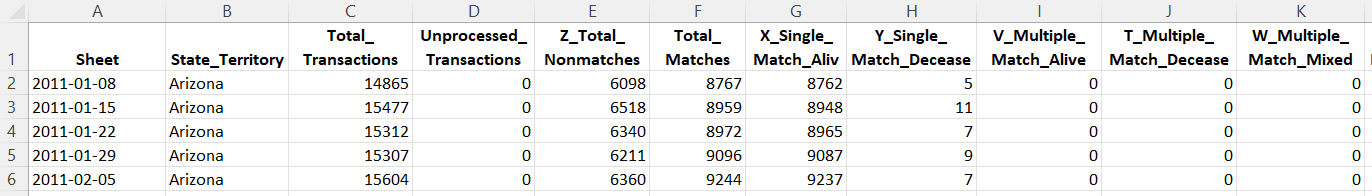 A B C D E F G H I J K
1 Sheet State_Territory Total_ Transactions Unprocessed_ Transactions Z_Total_ Nonmatches Total_ Matches X_Single_ Match_Aliv Y_Single_ Match_Decease V_Multiple_ Match_Alive T_Multiple_ Match_Decease W_Multiple_ Match_Mixed
2 2011-01-08 Arizona 14865 0 6098 8767 8762 5 0 0 0
3 2011-01-15 Arizona 15477 0 6518 8959 8948 11 0 0 0
4 2011-01-22 Arizona 15312 0 6340 8972 8965 7 0 0 0
5 2011-01-29 Arizona 15307 0 6211 9096 9087 9 0 0 0
6 2011-02-05 Arizona 15604 0 6360 9244 9237 7 0 0 0